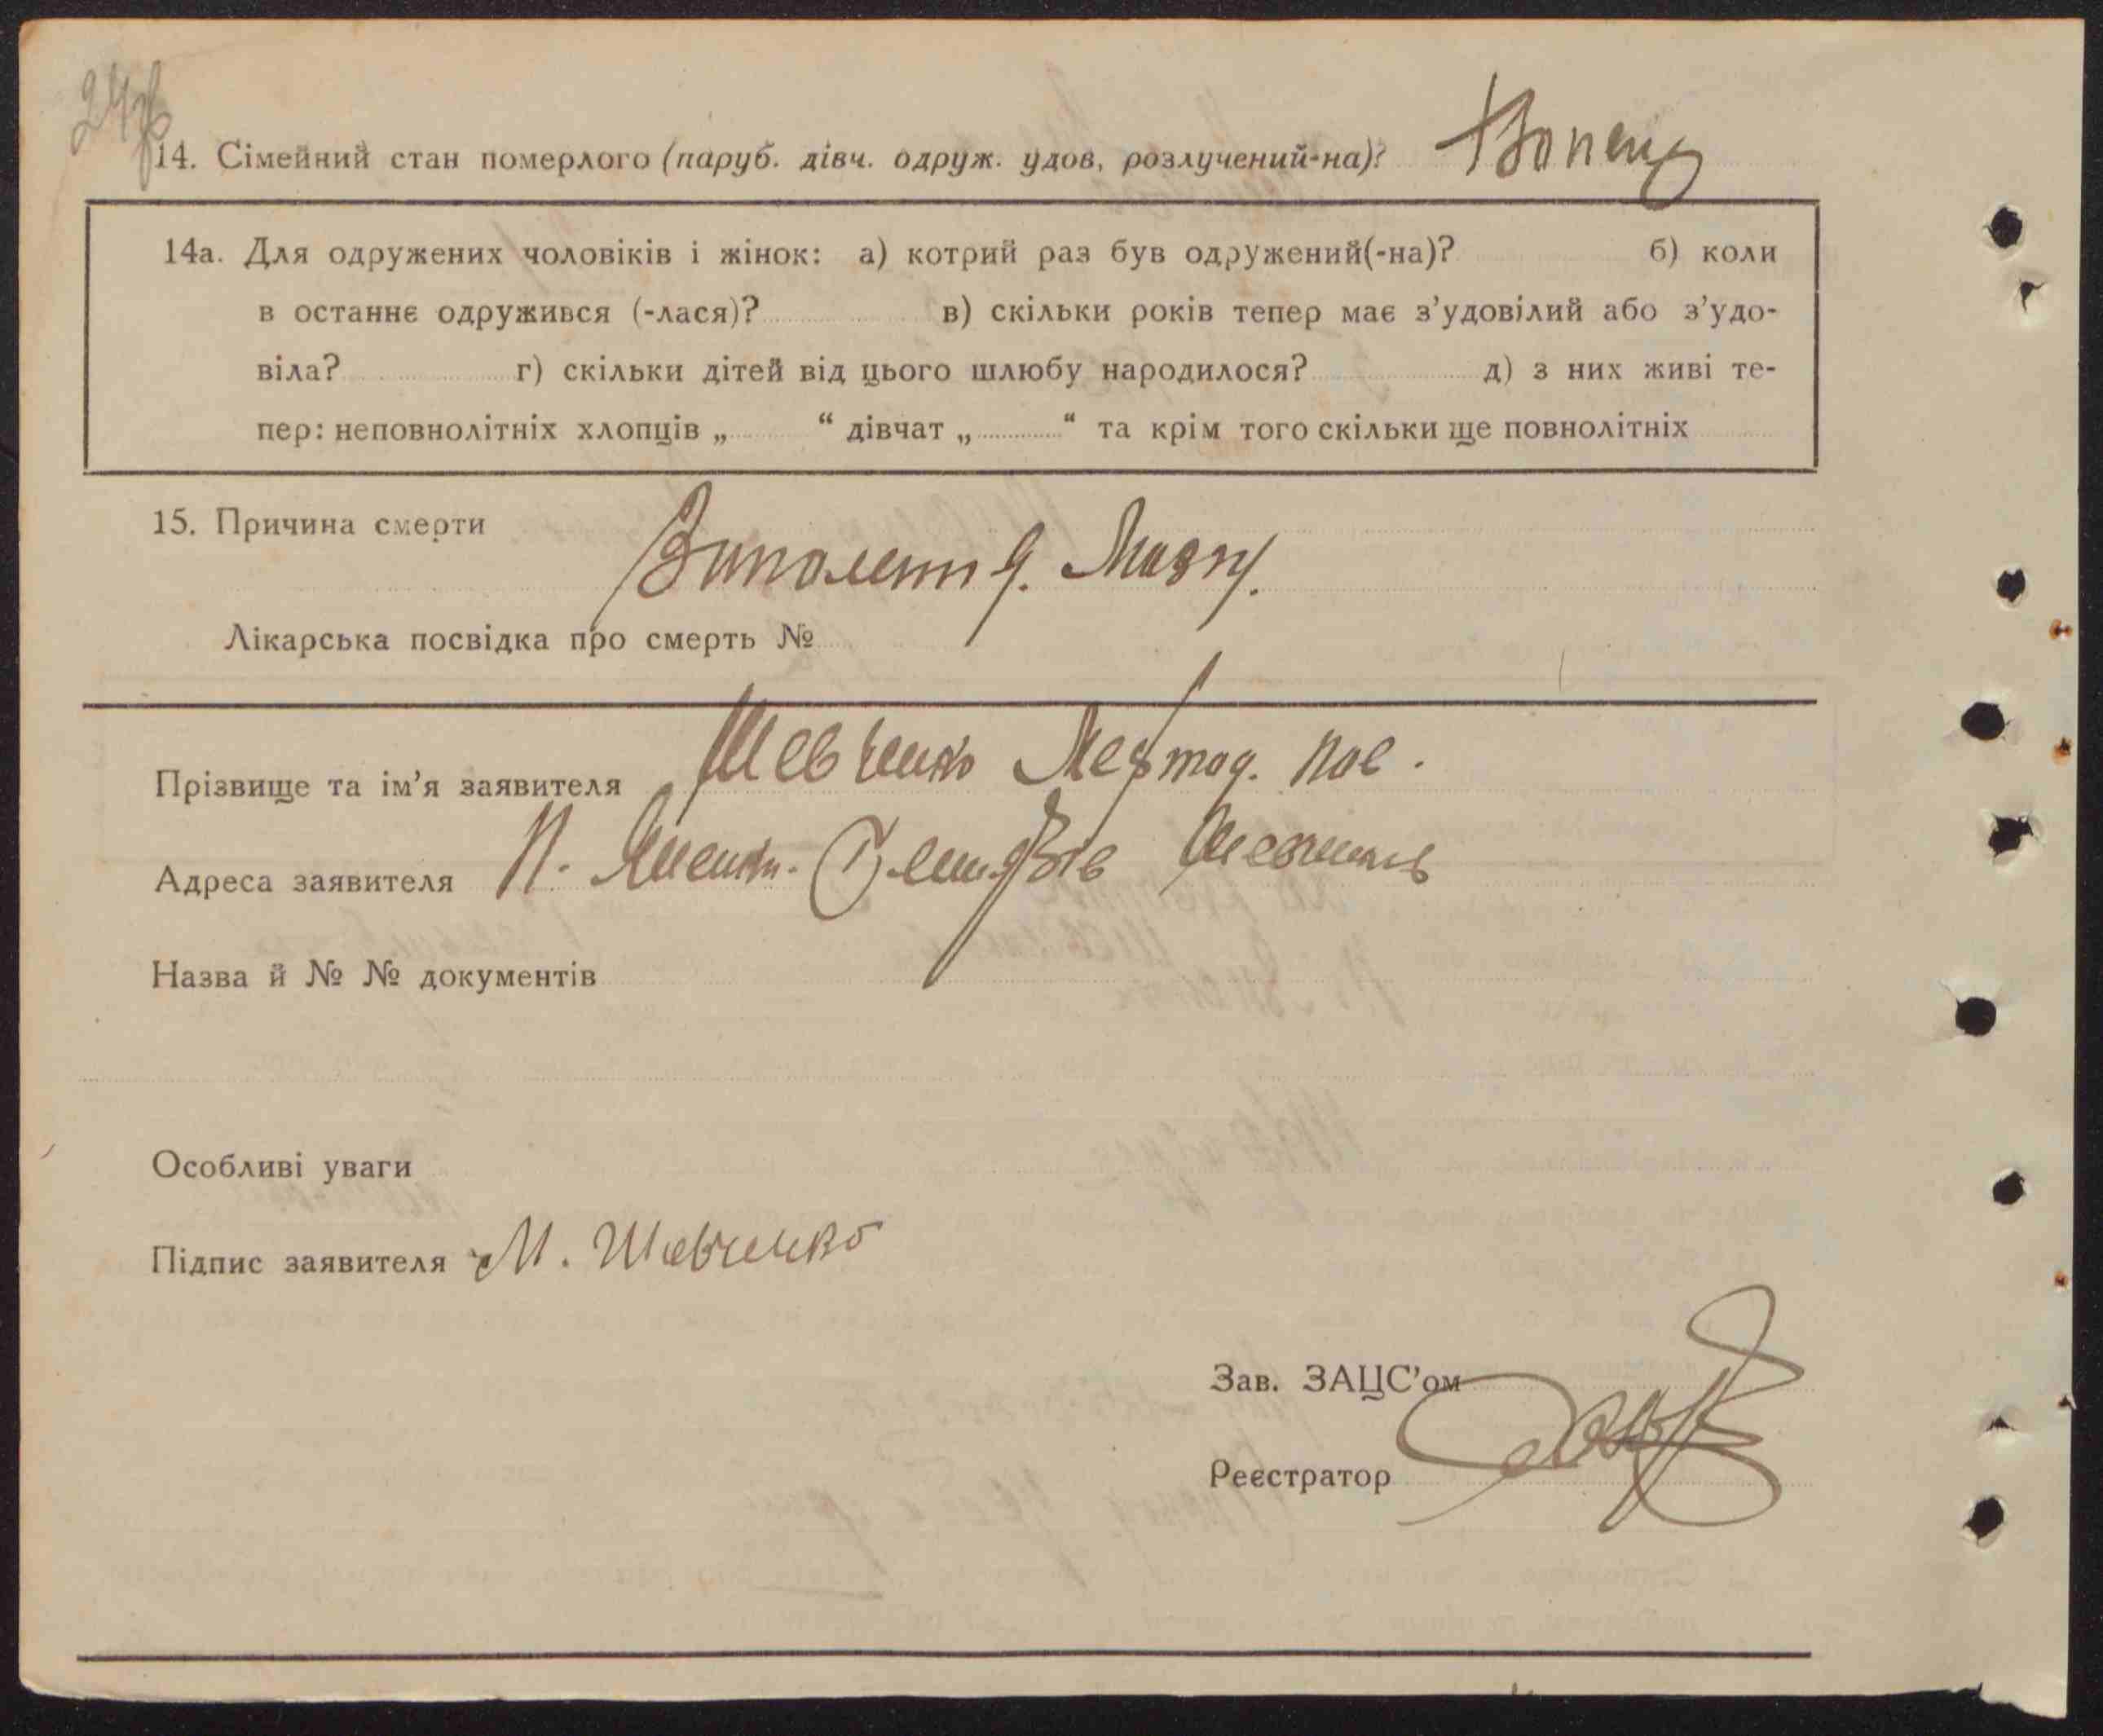 14. Сімейний стан померлого (паруб. дівч. одруж. удов, розлучений-на)?
14а. Для одружених чоловіків і жінок: а) котрий раз був одружений(-на)? б) коли
в останнє одружився (-лася)? в) скільки років тепер має з’удовілий або з’удо-
віла? г) скільки дітей від цього шлюбу народилося? д) з них живі те-
пер: неповнолітніх хлопців „ “ дівчат „ “ та крім того скільки ще повнолітніх
15. Причина смерти
Лікарська посвідка про смерть №
Прізвище та ім’я заявителя Шевченко
Адреса заявителя
Назва й № № документів
Особливі уваги
Підпис заявителя М. Шевченко
Зав. ЗАЦС’ом
Реєстратор